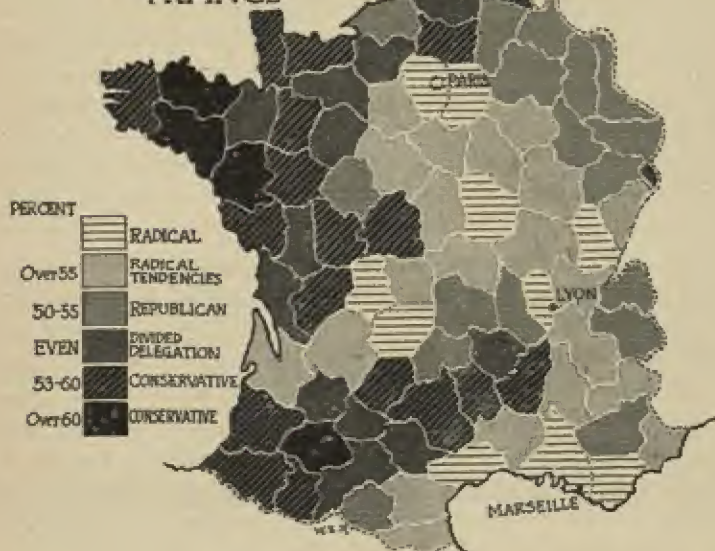 FRANCE
PARIS
PERCENT
RADICAL
Over 55 RADICAL TENDENCIES
50-55 REPUBLICAN
EVEN DIVIDED DELEGATION
53-60 CONSERVATIVE
Over 60 CONSERVATIVE
LYON
MARSEILLE